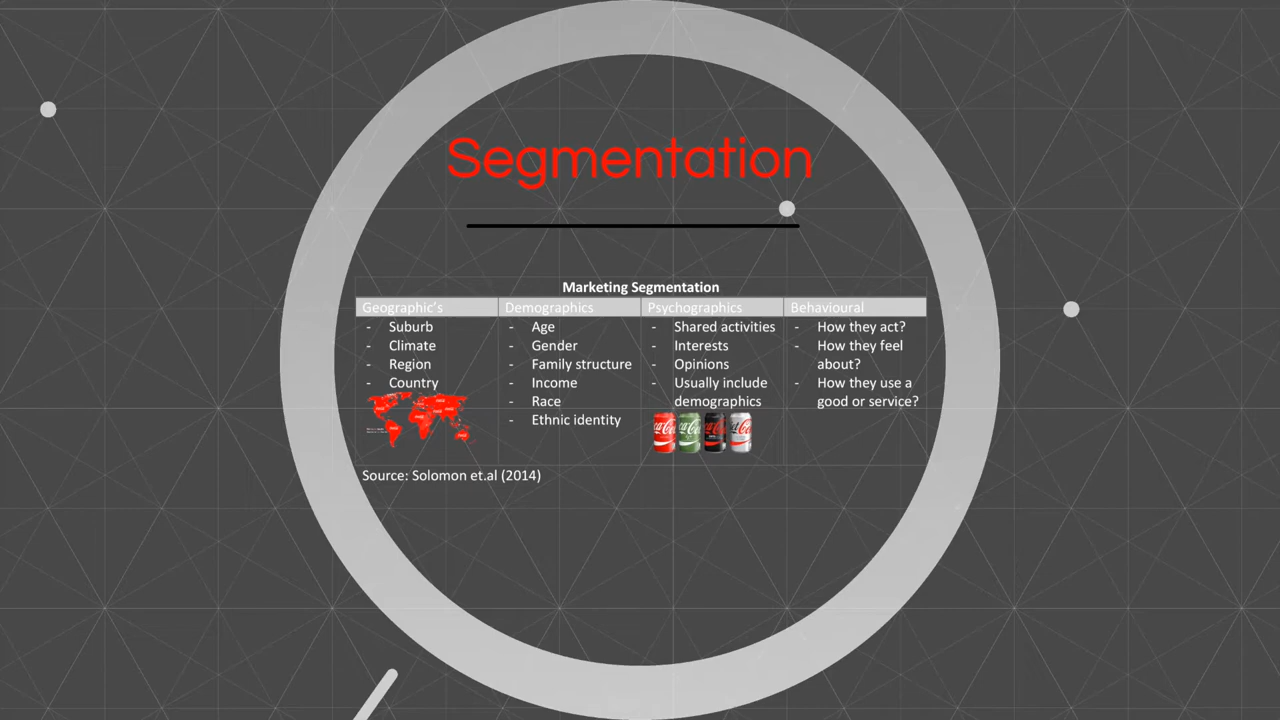 Segmentation
Marketing Segmentation
Geographic's Demographics Psychographics Behavioural
- Suburb
- Climate
- Region
- Country
- Age
- Gender
- Family structure
- Income
- Race
- Ethnic identity
- Shared activities
- Interests
- Opinions
- Usually include
demographics
- How they act?
- How they feel
about?
- How they use a
good or service?
Source: Solomon et.al (2014)